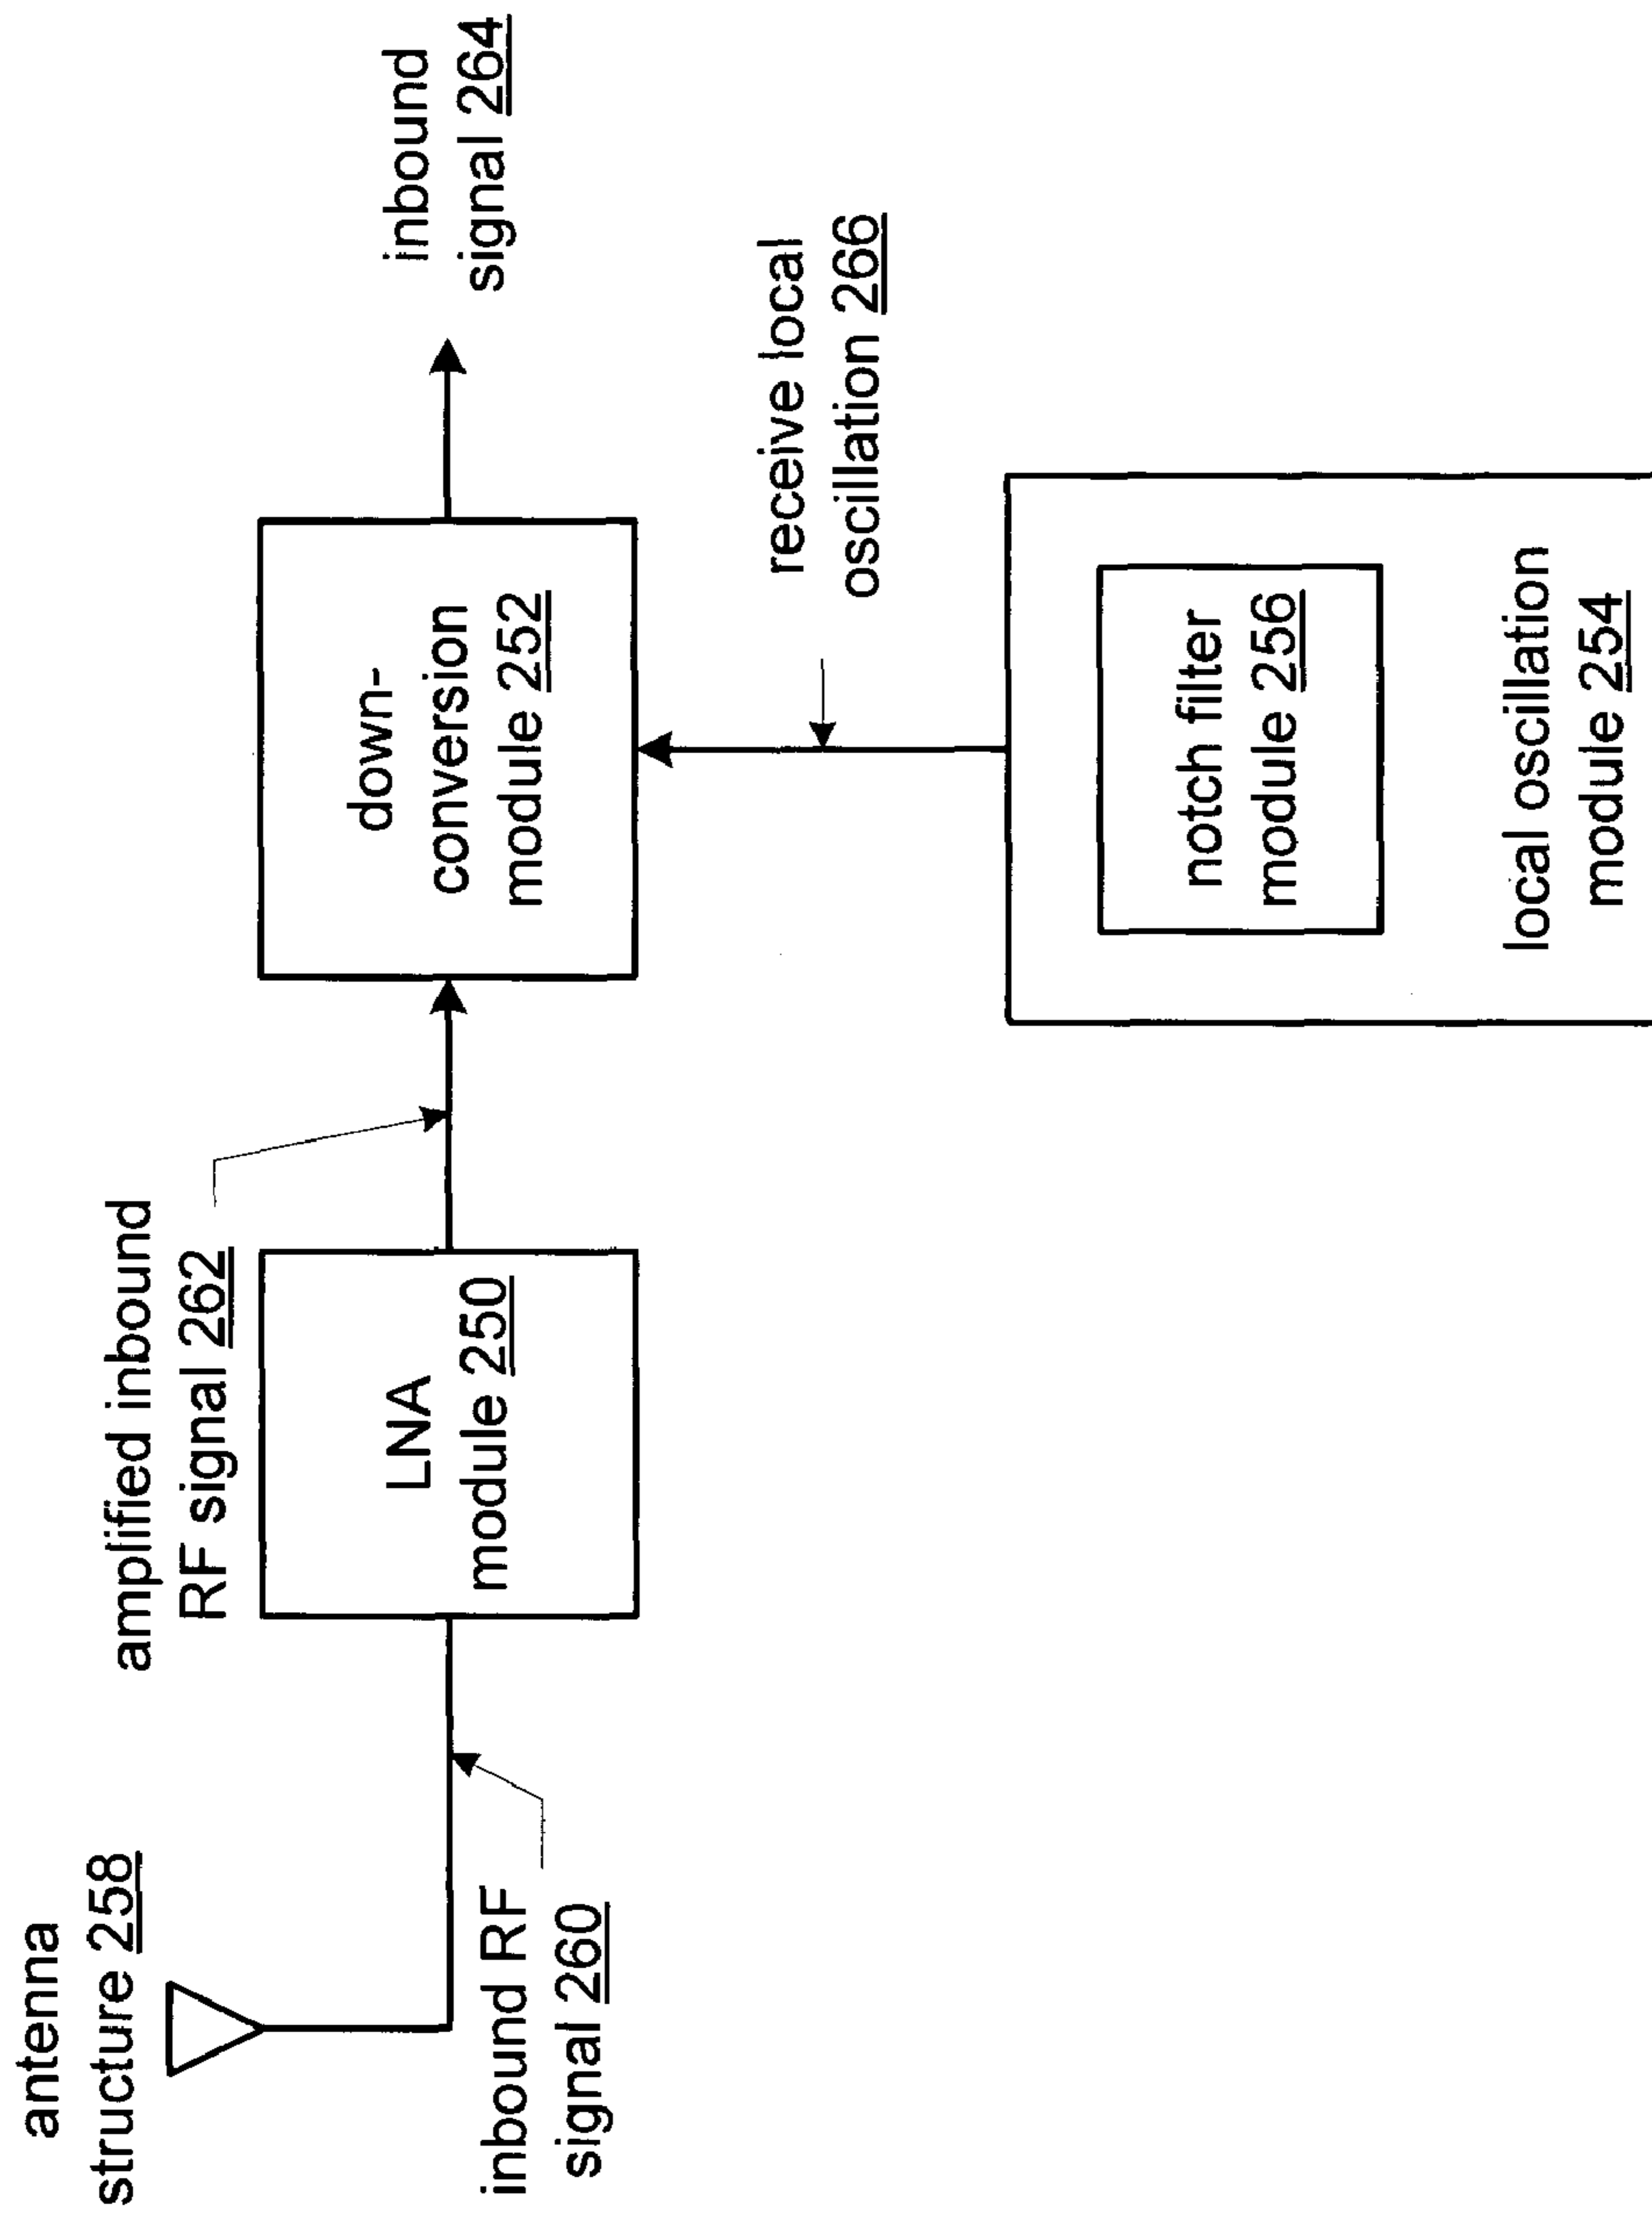 antenna
structure 258
amplified inbound
RF signal 262
inbound
signal 264
LNA
module 250
down-
conversion
module 252
inbound RF
signal 260
receive local
oscillation 266
notch filter
module 256
local oscillation
module 254